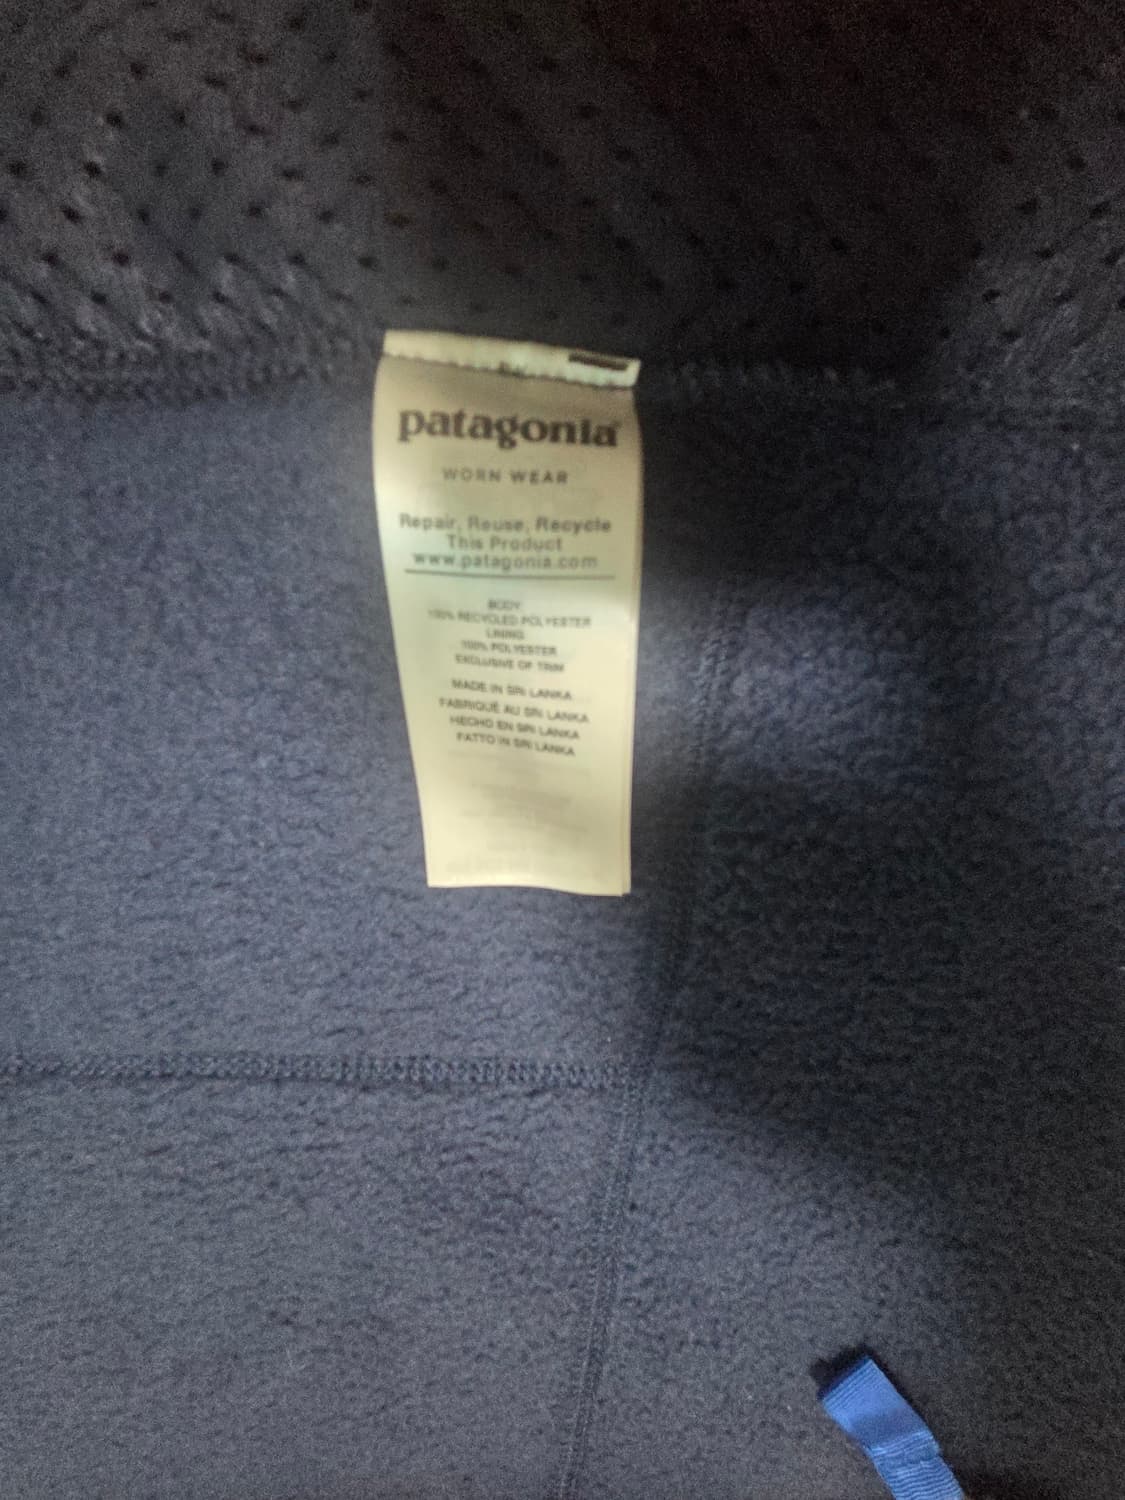 patagonia
WORN WEAR
Repair, Reuse, Recycle
This Product
www.patagonia.com
BODY
100% RECYCLED POLYESTER
LINING
100% POLYESTER
EXCLUSIVE OF TRIM
MADE IN SRI LANKA
FABRIQUÉ AU SRI LANKA
HECHO EN SRI LANKA
FATTO IN SRI LANKA